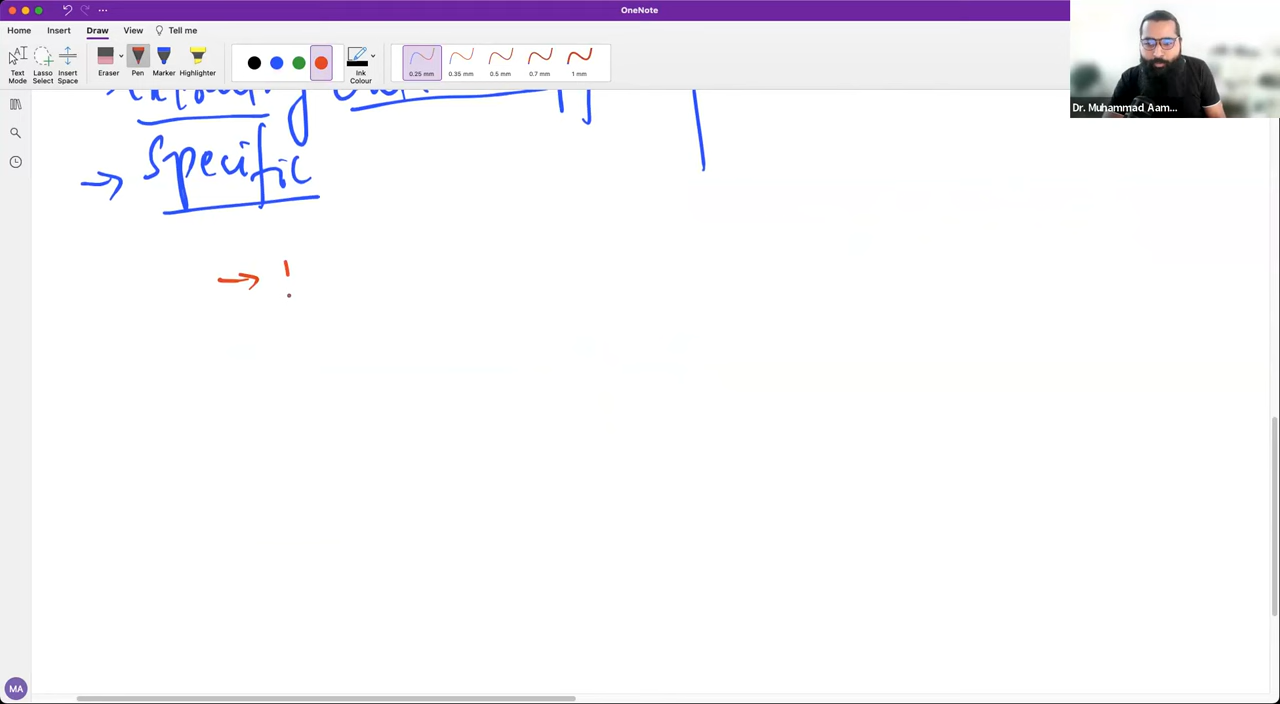 OneNote
Home Insert Draw View Tell me
Text Mode
Lasso Select
Insert Space
Eraser
Pen
Marker
Highlighter
Ink Colour
0.25 mm
0.35 mm
0.5 mm
0.7 mm
1 mm
Dr. Muhammad Aam...
→ Specific
→ !
MA